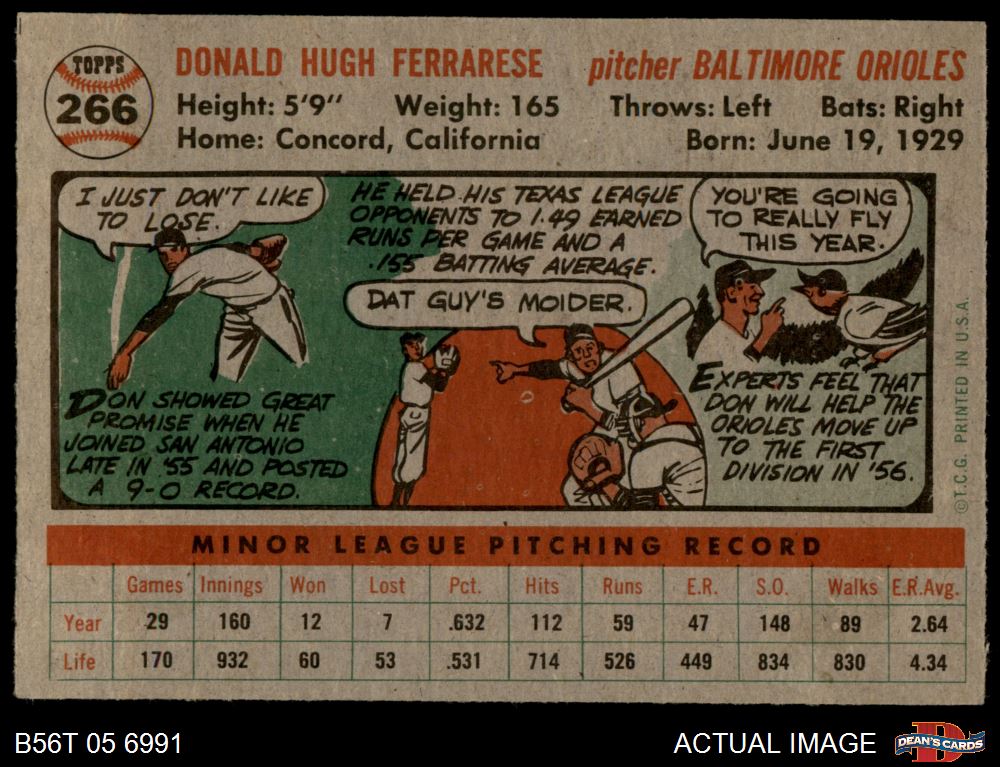 TOPPS
266
DONALD HUGH FERRARESE pitcher BALTIMORE ORIOLES
Height: 5'9" Weight: 165 Throws: Left Bats: Right
Home: Concord, California Born: June 19, 1929
I JUST DON'T LIKE
TO LOSE.
DON SHOWED GREAT
PROMISE WHEN HE
JOINED SAN ANTONIO
LATE IN '55 AND POSTED
A 9-0 RECORD.
HE HELD HIS TEXAS LEAGUE
OPPONENTS TO 1.49 EARNED
RUNS PER GAME AND A
.155 BATTING AVERAGE.
DAT GUY'S MOIDER.
YOU'RE GOING
TO REALLY FLY
THIS YEAR.
EXPERTS FEEL THAT
DON WILL HELP THE
ORIOLES MOVE UP
TO THE FIRST
DIVISION IN '56.
©T.C.G. PRINTED IN U.S.A.
MINOR LEAGUE PITCHING RECORD
Games Innings Won Lost Pct. Hits Runs E.R. S.O. Walks E.R.Avg.
Year 29 160 12 7 .632 112 59 47 148 89 2.64
Life 170 932 60 53 .531 714 526 449 834 830 4.34
B56T 05 6991 ACTUAL IMAGE
D
DEAN'S CARDS